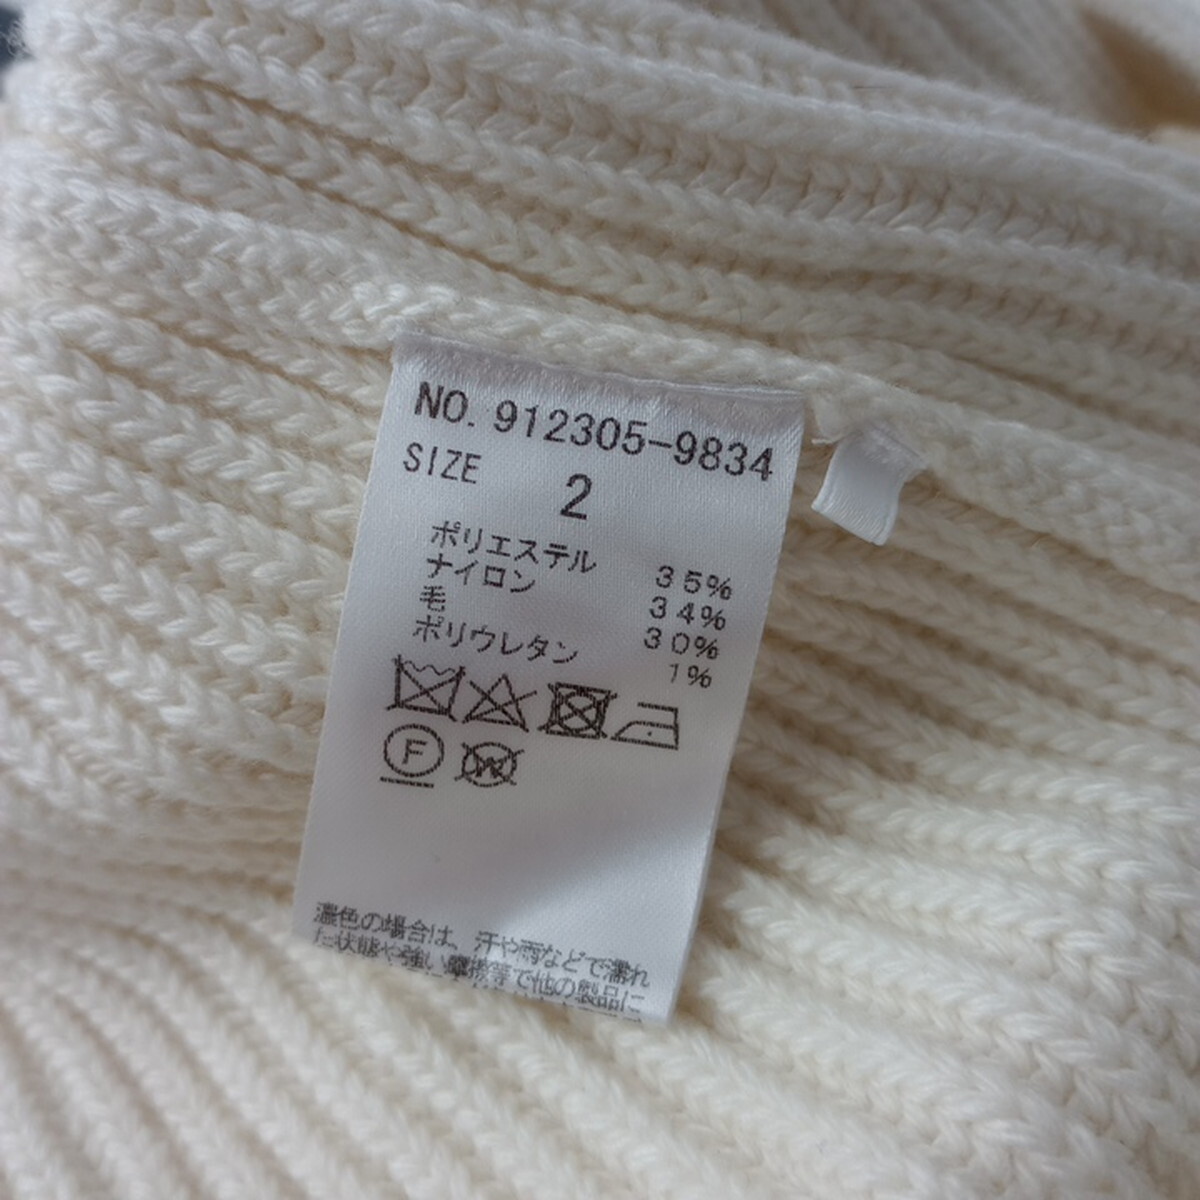 NO. 912305-9834
SIZE 2
ポリエステル 35%
ナイロン 34%
毛 30%
ポリウレタン 1%
F
W
濃色の場合は、汗や雨などで濡れ
た状態や強い摩擦等で他の製品に